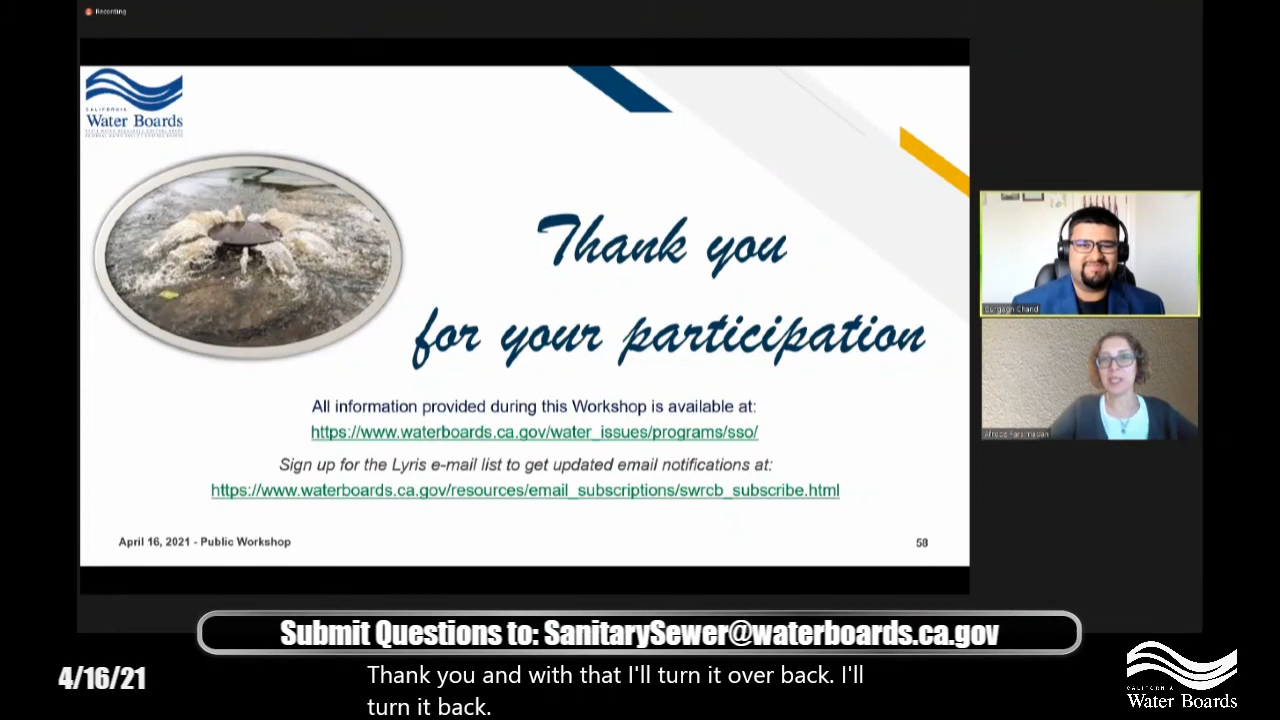 Recording
CALIFORNIA
Water Boards
Thank you
for your participation
All information provided during this Workshop is available at:
https://www.waterboards.ca.gov/water_issues/programs/sso/
Sign up for the Lyris e-mail list to get updated email notifications at:
https://www.waterboards.ca.gov/resources/email_subscriptions/swrcb_subscribe.html
April 16, 2021 - Public Workshop
58
Chand
Submit Questions to: SanitarySewer@waterboards.ca.gov
4/16/21
Thank you and with that I'll turn it over back. I'll
turn it back.
CALIFORNIA
Water Boards